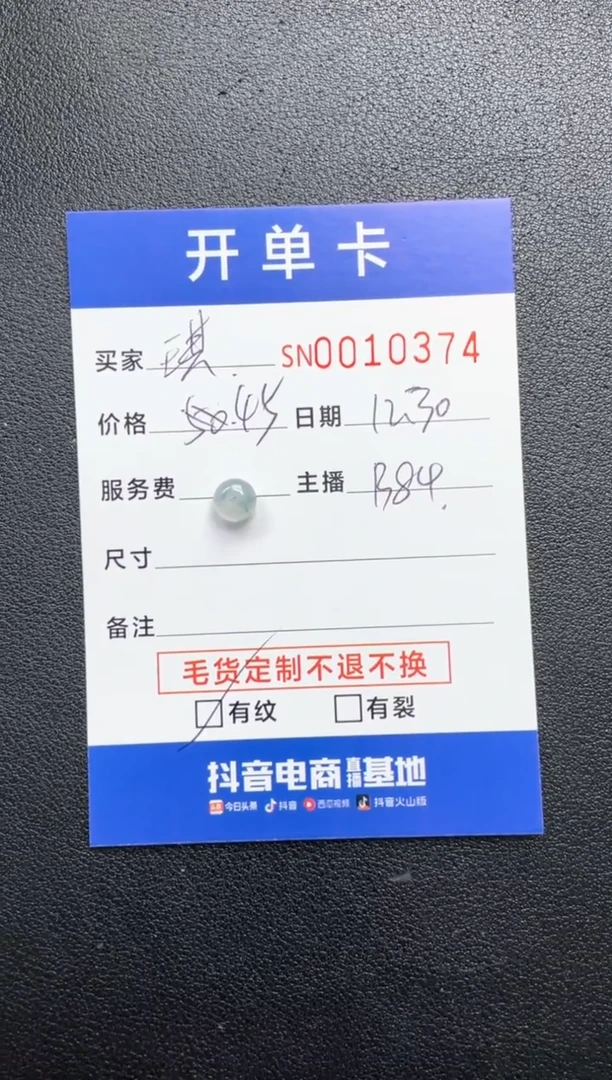 开单卡
买家 琪. SN0010374
价格 50.45 日期 12.30
服务费 主播 B84.
尺寸
备注
毛货定制不退不换
有纹 有裂
抖音电商直播基地
今日头条 抖音 西瓜视频 抖音火山版